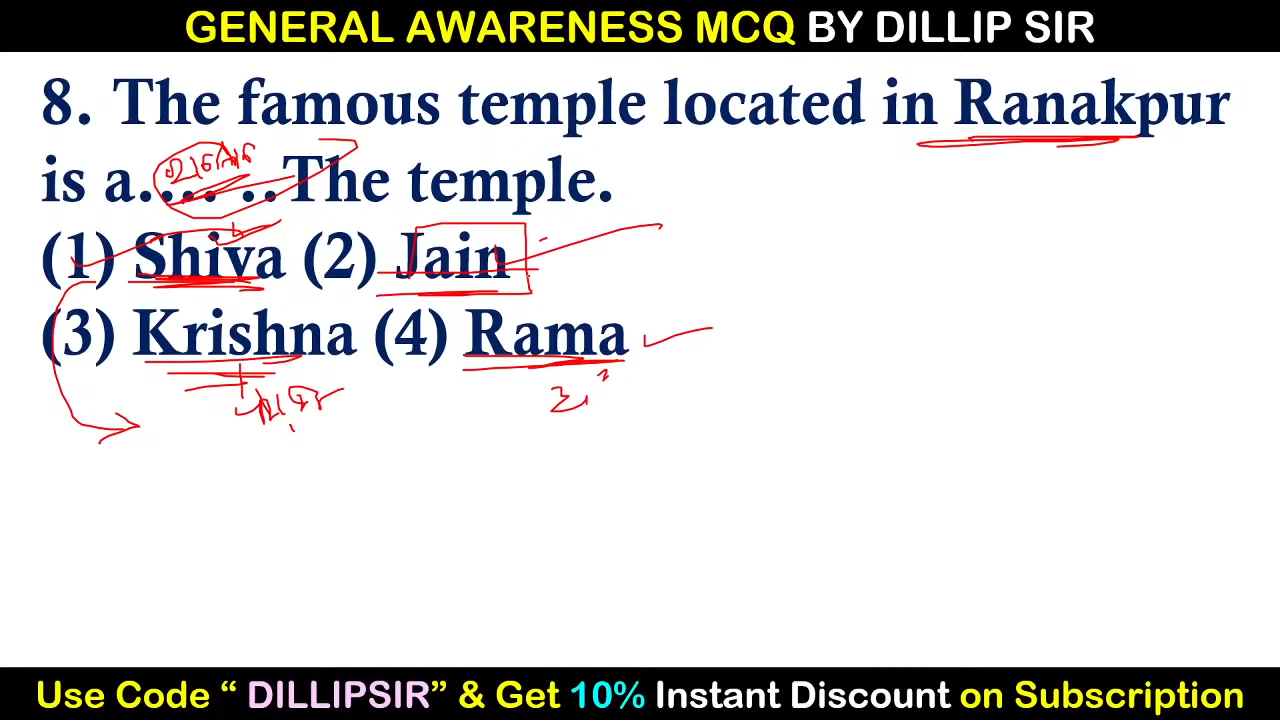 GENERAL AWARENESS MCQ BY DILLIP SIR
8. The famous temple located in Ranakpur
is a...... ..The temple.
(1) Shiva (2) Jain
(3) Krishna (4) Rama
Use Code “ DILLIPSIR” & Get 10% Instant Discount on Subscription